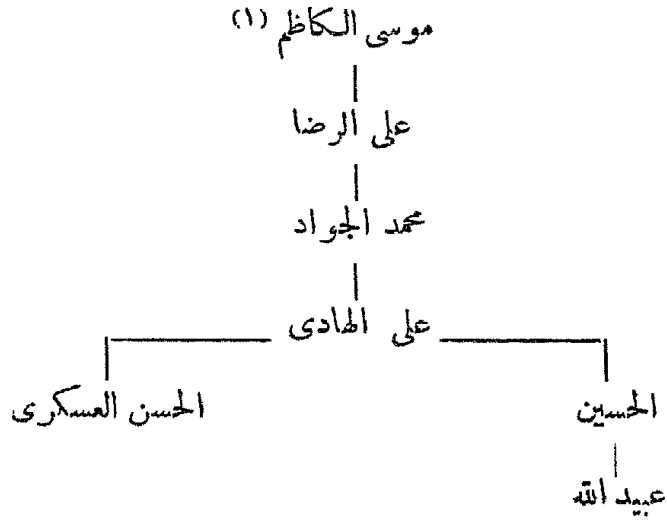 موسى الكاظم (١)
على الرضا
محمد الجواد
على الهادى
الحسين
الحسن العسكرى
عبيد الله